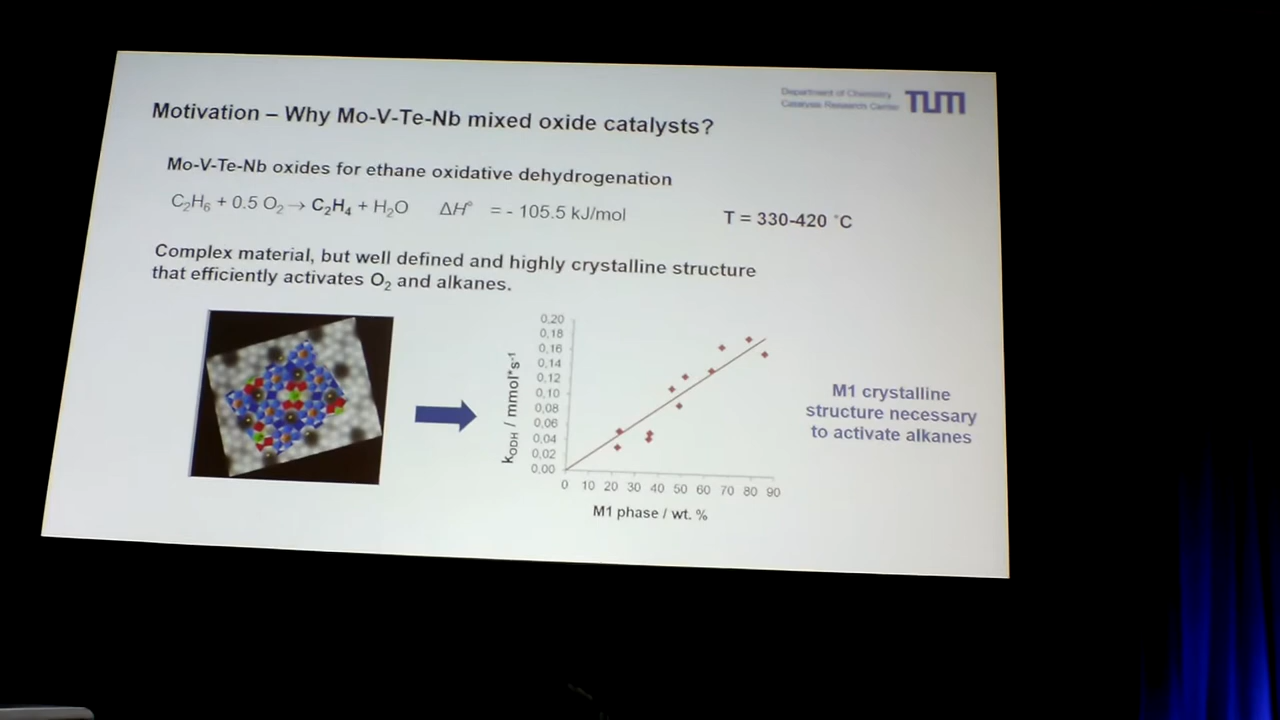 Department of Chemistry
Catalysis Research Center
TUM
Motivation – Why Mo-V-Te-Nb mixed oxide catalysts?
Mo-V-Te-Nb oxides for ethane oxidative dehydrogenation
C₂H₆ + 0.5 O₂ → C₂H₄ + H₂O ΔH° = - 105.5 kJ/mol T = 330-420 °C
Complex material, but well defined and highly crystalline structure
that efficiently activates O₂ and alkanes.
kODH / mmol*s⁻¹
0,20
0,18
0,16
0,14
0,12
0,10
0,08
0,06
0,04
0,02
0,00
0 10 20 30 40 50 60 70 80 90
M1 phase / wt. %
M1 crystalline
structure necessary
to activate alkanes